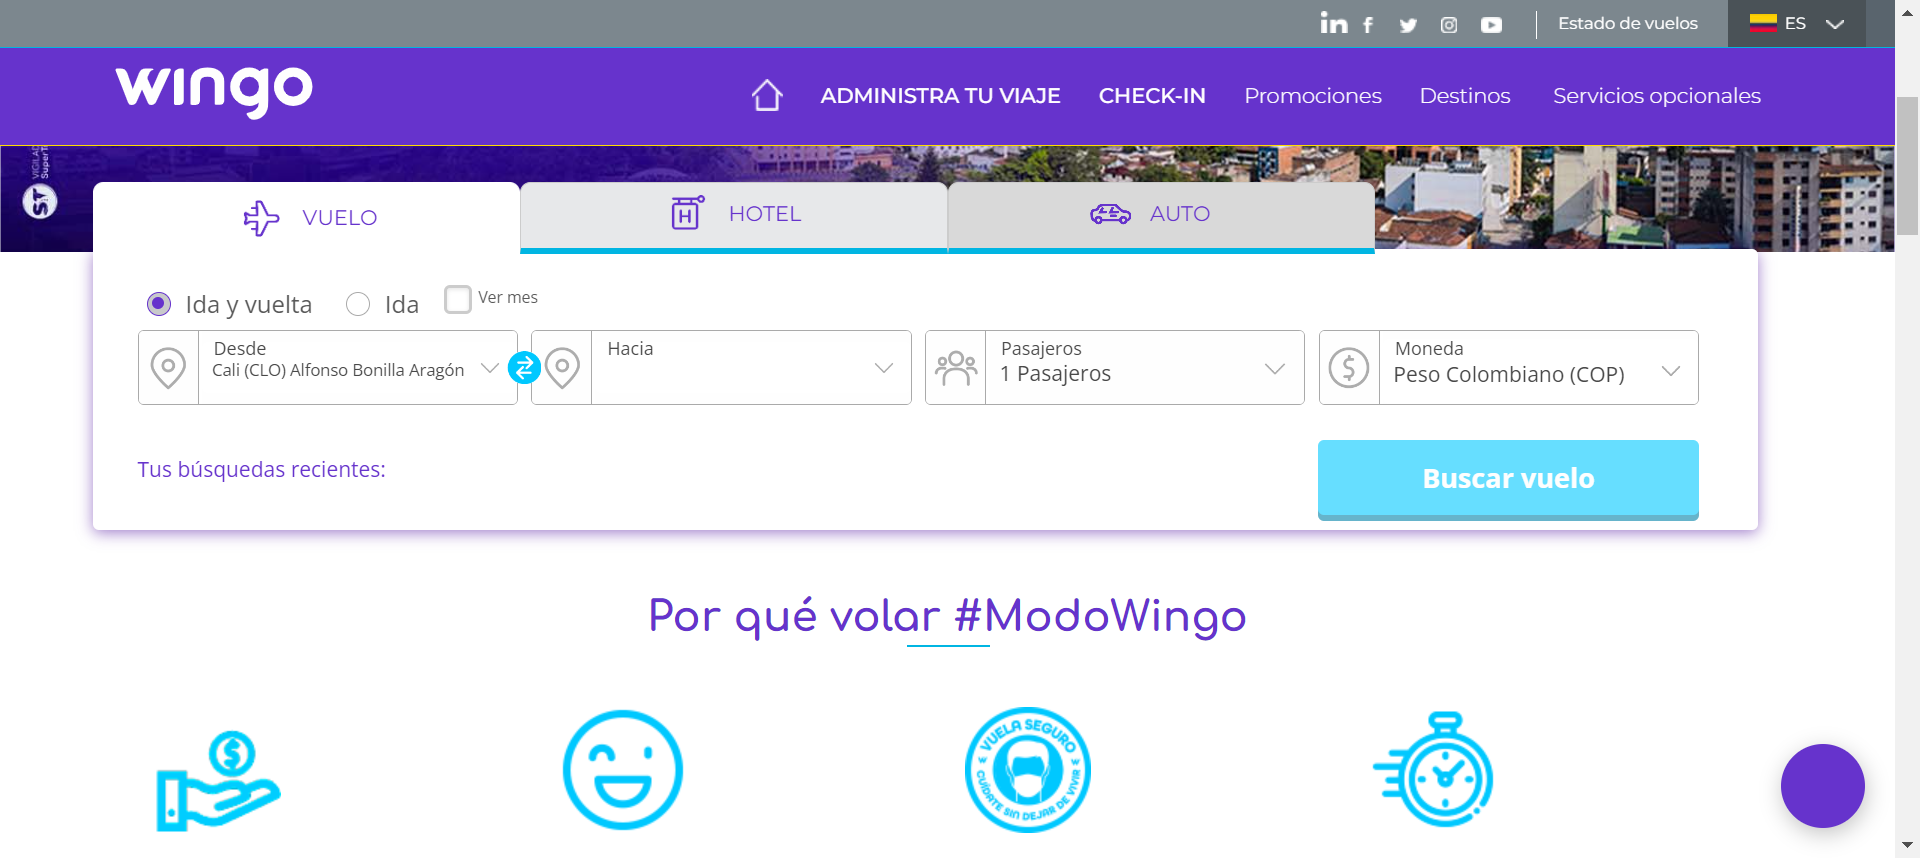 in
Estado de vuelos
ES
wingo
ADMINISTRA TU VIAJE
CHECK-IN
Promociones
Destinos
Servicios opcionales
ST
VUELO
HOTEL
AUTO
Ida y vuelta
Ida
Ver mes
Desde
Cali (CLO) Alfonso Bonilla Aragón
Hacia
Pasajeros
1 Pasajeros
Moneda
Peso Colombiano (COP)
Tus búsquedas recientes:
Buscar vuelo
Por qué volar #ModoWingo
VUELA SEGURO
CUÍDATE SIN DEJAR DE VIVIR